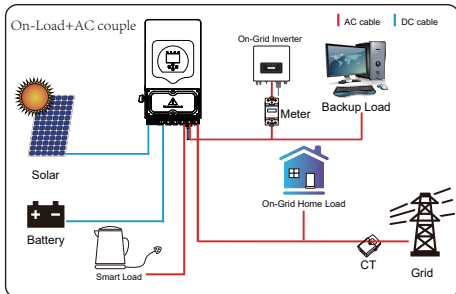 On-Load+AC couple
AC cable
DC cable
On-Grid Inverter
Meter
Backup Load
Solar
On-Grid Home Load
Battery
Smart Load
CT
Grid